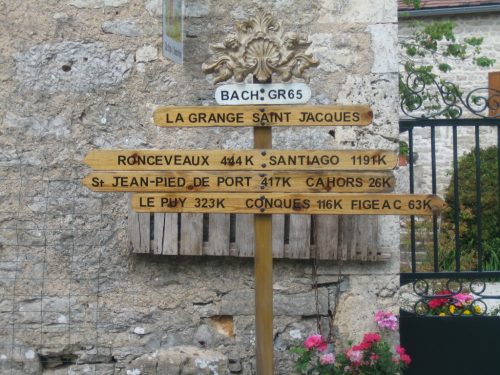 BACH: GR65
LA GRANGE SAINT JACQUES
RONCEVEAUX 444K SANTIAGO 1191K
St JEAN-PIED DE PORT 417K CAHORS 26K
LE PUY 323K CONQUES 116K FIGEAC 63K